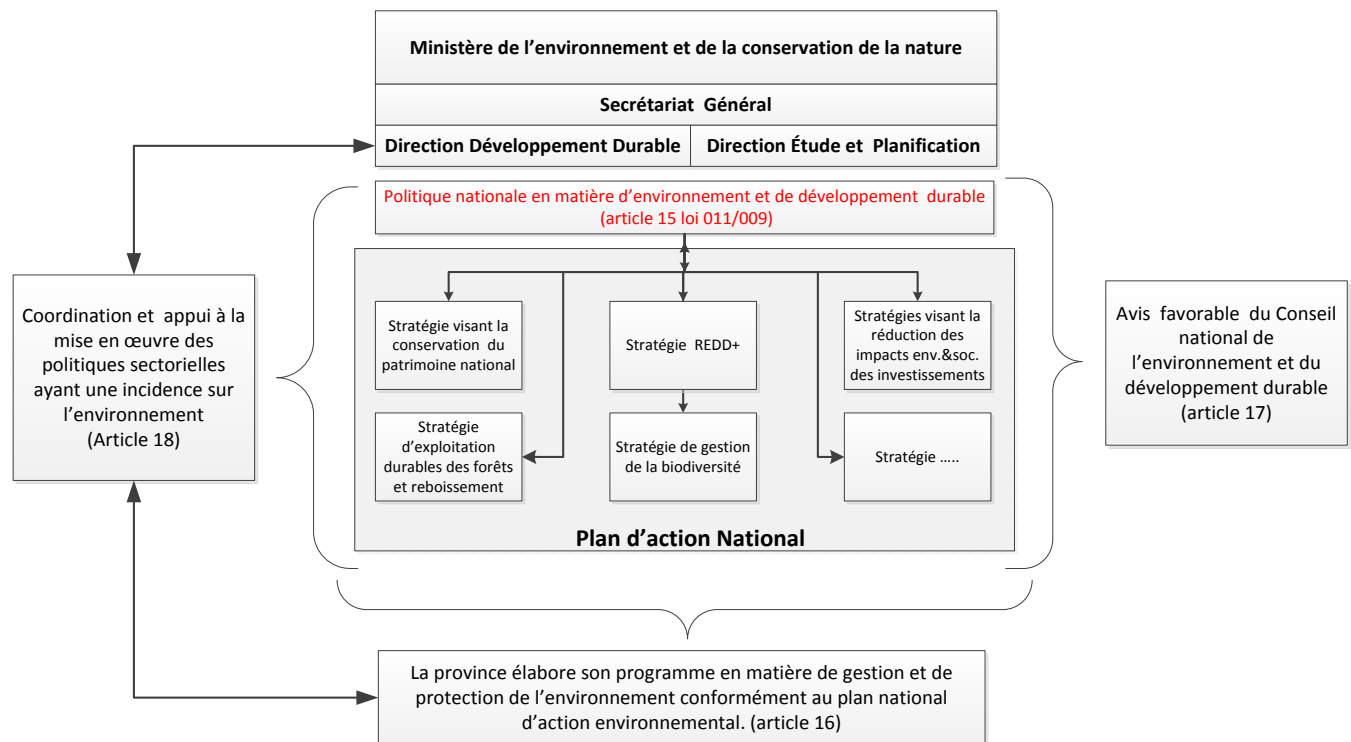 Ministère de l’environnement et de la conservation de la nature
Secrétariat Général
Direction Développement Durable
Direction Étude et Planification
Politique nationale en matière d’environnement et de développement durable
(article 15 loi 011/009)
Coordination et appui à la
mise en œuvre des
politiques sectorielles
ayant une incidence sur
l’environnement
(Article 18)
Stratégie visant la
conservation du
patrimoine national
Stratégie REDD+
Stratégies visant la
réduction des
impacts env.&soc.
des investissements
Stratégie
d’exploitation
durables des forêts
et reboissement
Stratégie de gestion
de la biodiversité
Stratégie …..
Plan d’action National
Avis favorable du Conseil
national de
l’environnement et du
développement durable
(article 17)
La province élabore son programme en matière de gestion et de
protection de l’environnement conformément au plan national
d’action environnemental. (article 16)